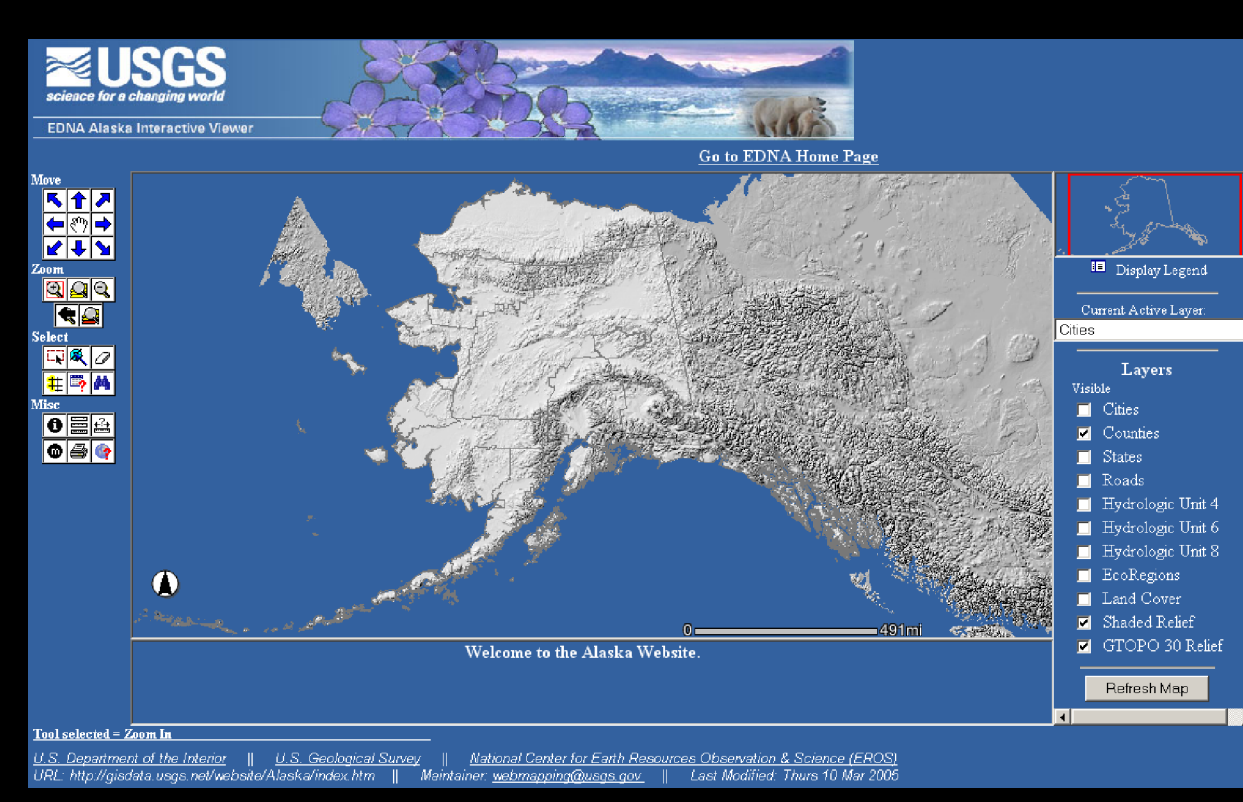 USGS
science for a changing world
EDNA Alaska Interactive Viewer
Go to EDNA Home Page
Move
Zoom
Select
Misc
0 491mi
Welcome to the Alaska Website.
Display Legend
Current Active Layer:
Cities
Layers
Visible
Cities
Counties
States
Roads
Hydrologic Unit 4
Hydrologic Unit 6
Hydrologic Unit 8
EcoRegions
Land Cover
Shaded Relief
GTOPO 30 Relief
Refresh Map
Tool selected = Zoom In
U.S. Department of the Interior || U.S. Geological Survey || National Center for Earth Resources Observation & Science (EROS)
URL: http://gisdata.usgs.net/website/Alaska/index.htm || Maintainer: webmapping@usgs.gov || Last Modified: Thurs 10 Mar 2005